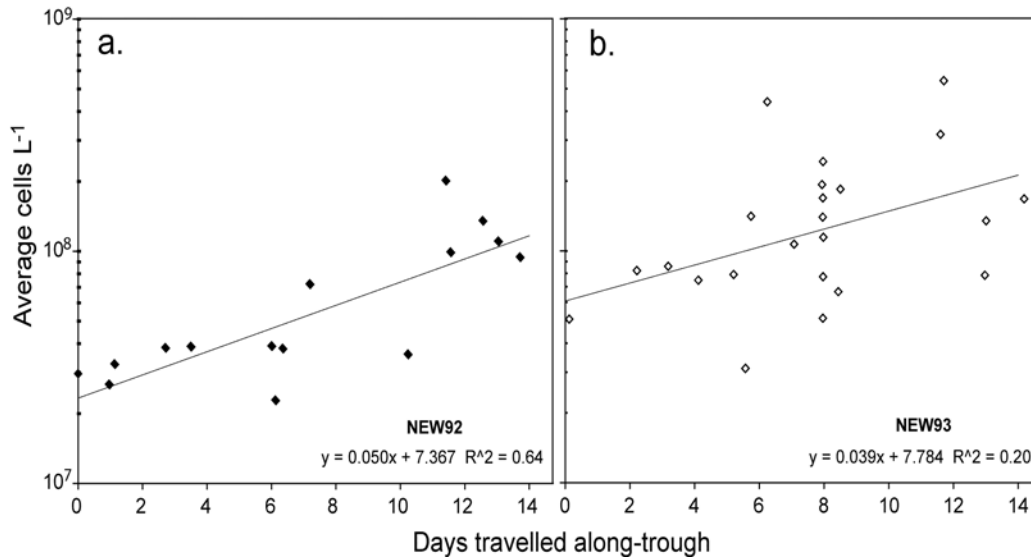 10^9
a.
b.
Average cells L^-1
10^8
10^7
NEW92
y = 0.050x + 7.367 R^2 = 0.64
NEW93
y = 0.039x + 7.784 R^2 = 0.20
0 2 4 6 8 10 12 14
0 2 4 6 8 10 12 14
Days travelled along-trough